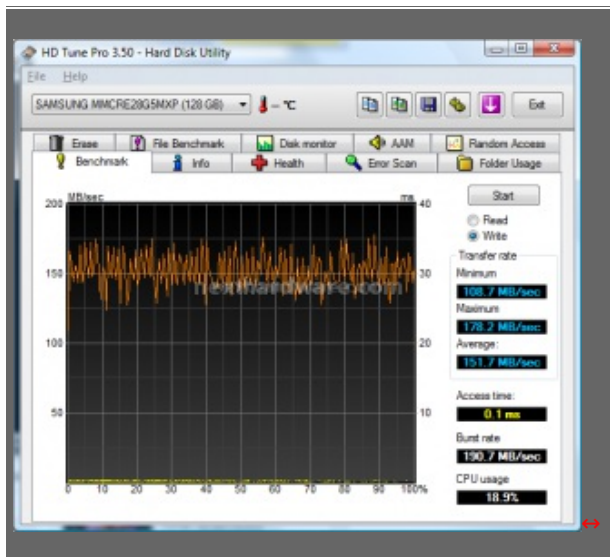 HD Tune Pro 3.50 - Hard Disk Utility
File Help
SAMSUNG MMCRE28G5MXP (128 GB) - °C Exit
Erase File Benchmark Disk monitor AAM Random Access
Benchmark Info Health Error Scan Folder Usage
MB/sec ms
200 40
150 30
100 20
50 10
0 10 20 30 40 50 60 70 80 90 100%
nexthardware.com
Start
Read
Write
Transfer rate
Minimum
108.7 MB/sec
Maximum
178.2 MB/sec
Average:
151.7 MB/sec
Access time:
0.1 ms
Burst rate
190.7 MB/sec
CPU usage
18.9%